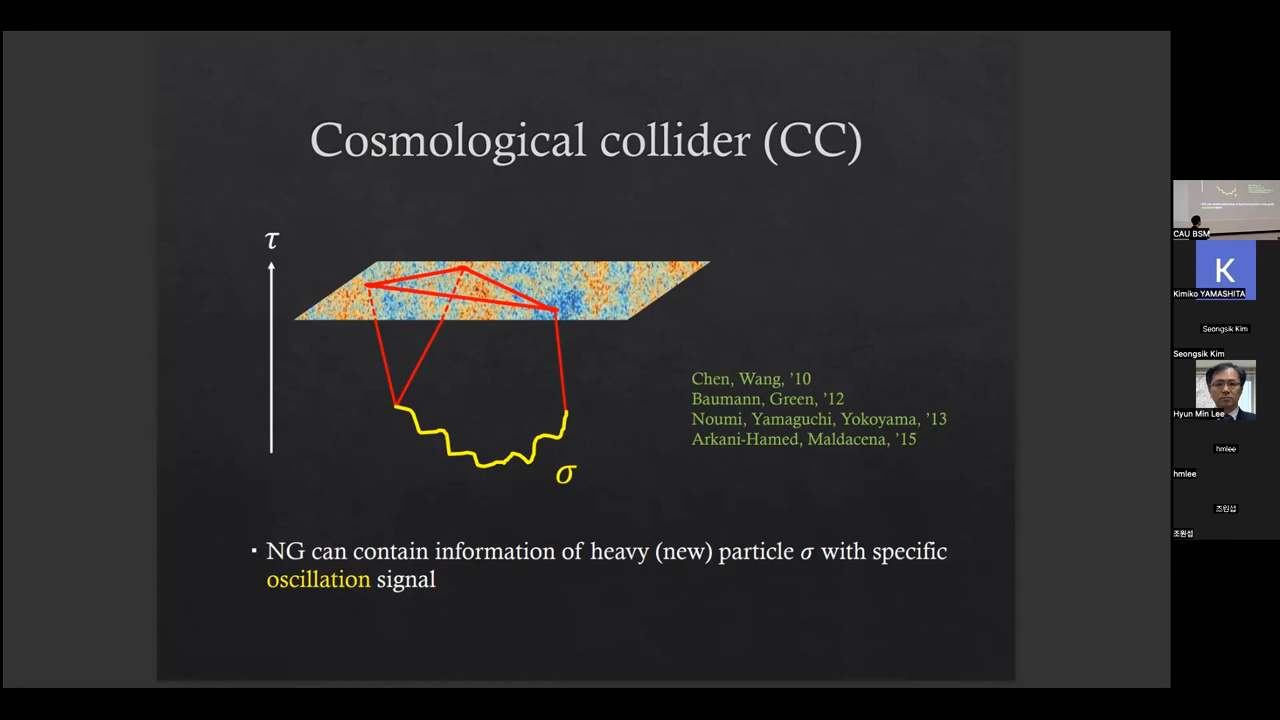 Cosmological collider (CC)
τ
Chen, Wang, ’10
Baumann, Green, ’12
Noumi, Yamaguchi, Yokoyama, ’13
Arkani-Hamed, Maldacena, ’15
σ
▪ NG can contain information of heavy (new) particle σ with specific
oscillation signal
CAU BSM
K
Kimiko YAMASHITA
Seongsik Kim
Seongsik Kim
Hyun Min Lee
hmlee
hmlee
조원섭
조원섭